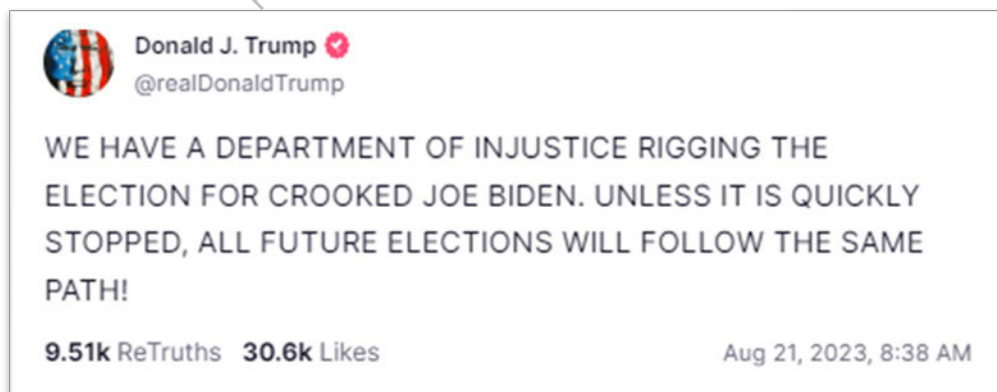 Donald J. Trump
@realDonaldTrump
WE HAVE A DEPARTMENT OF INJUSTICE RIGGING THE
ELECTION FOR CROOKED JOE BIDEN. UNLESS IT IS QUICKLY
STOPPED, ALL FUTURE ELECTIONS WILL FOLLOW THE SAME
PATH!
9.51k ReTruths 30.6k Likes Aug 21, 2023, 8:38 AM